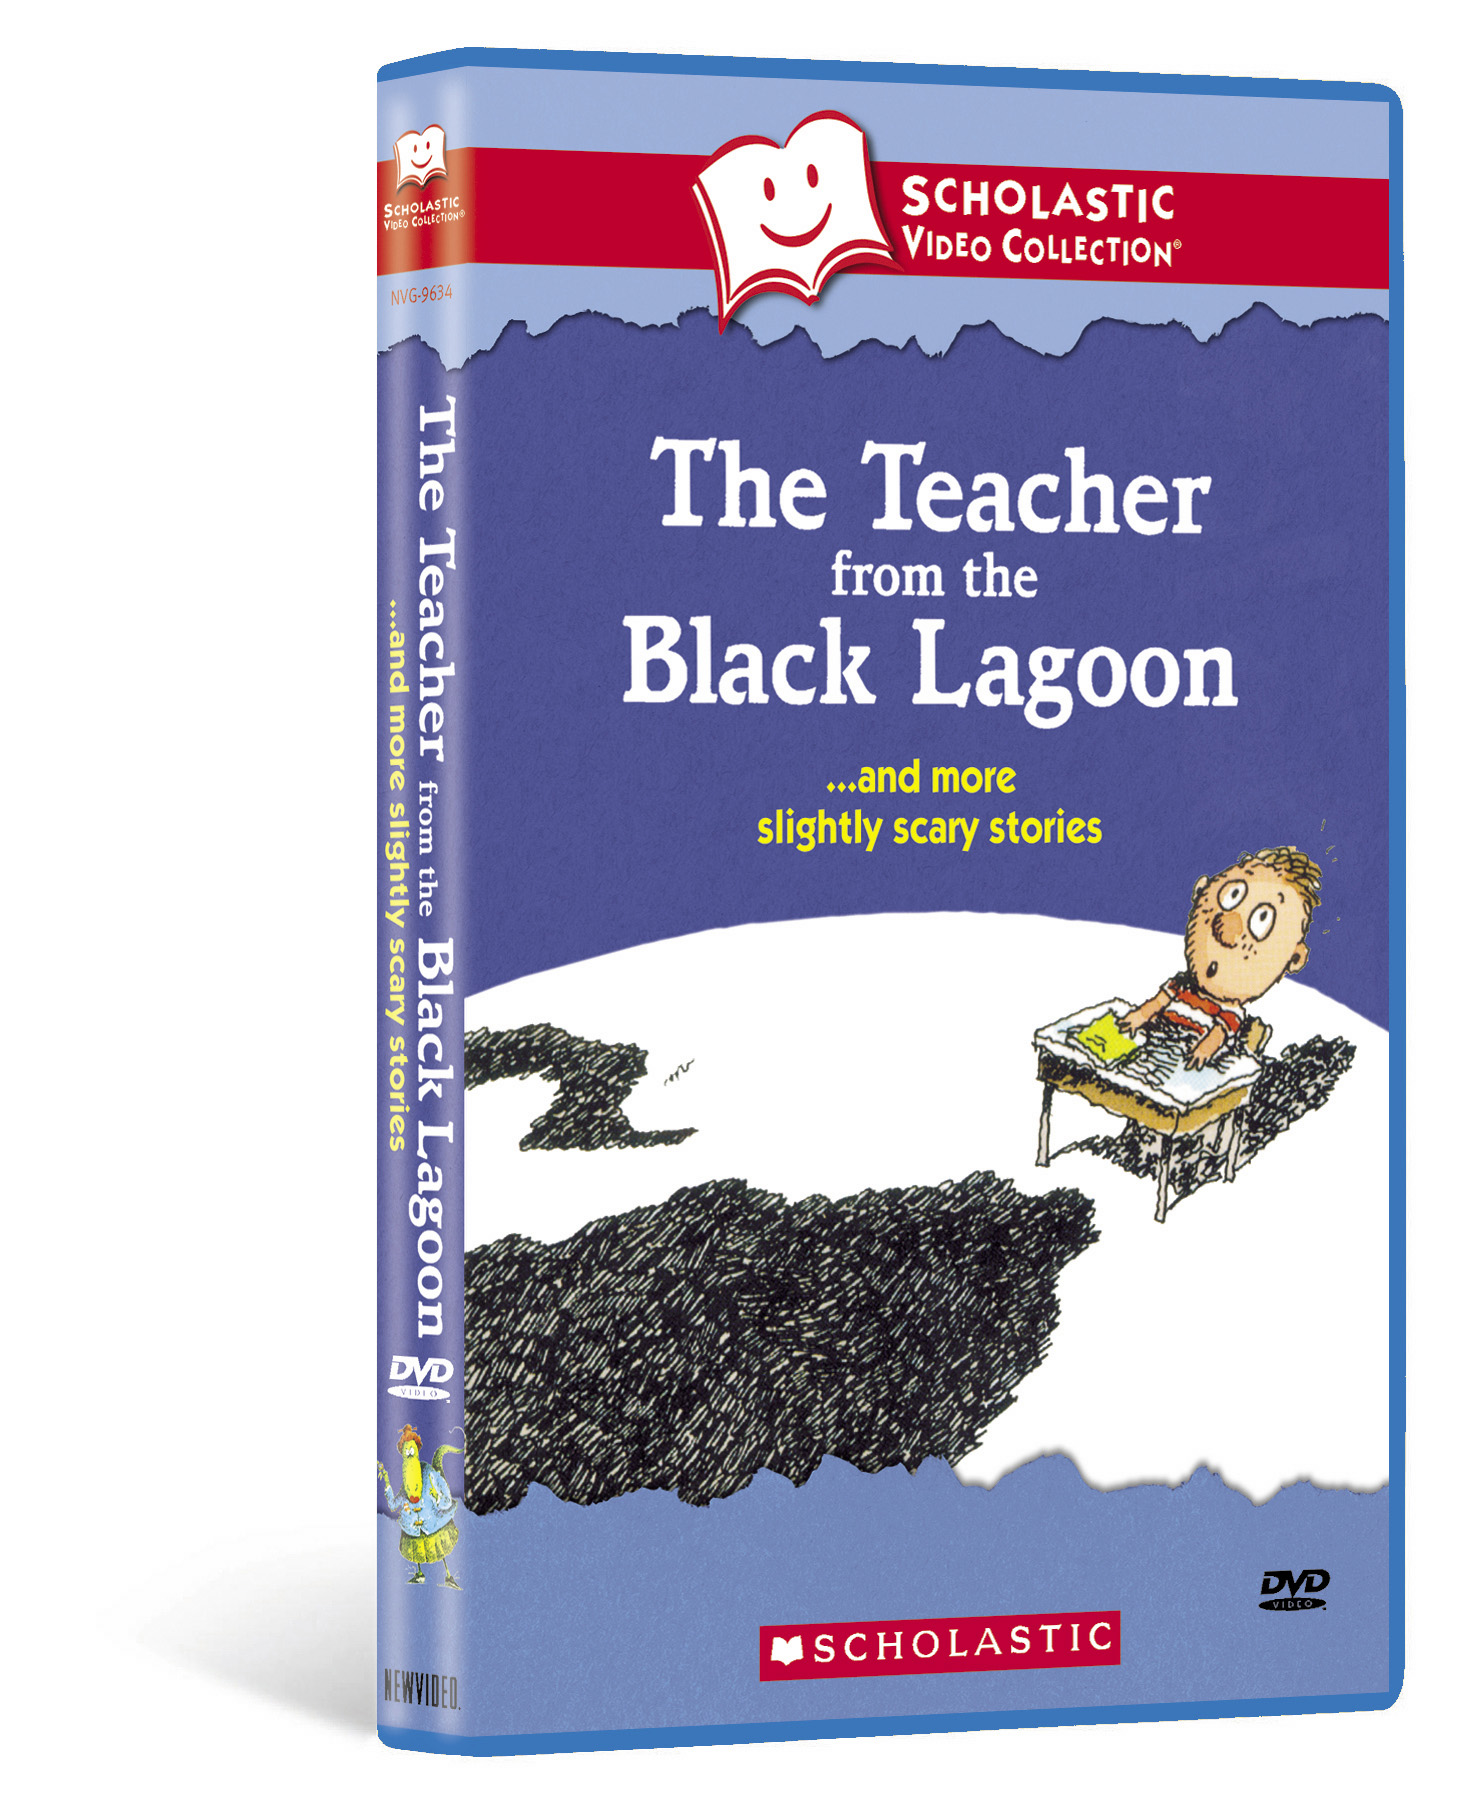 SCHOLASTIC
VIDEO COLLECTION®
NVG-9634
The Teacher from the Black Lagoon
...and more slightly scary stories
DVD
VIDEO
NEWVIDEO
SCHOLASTIC
VIDEO COLLECTION®
The Teacher
from the
Black Lagoon
...and more
slightly scary stories
DVD
VIDEO
SCHOLASTIC